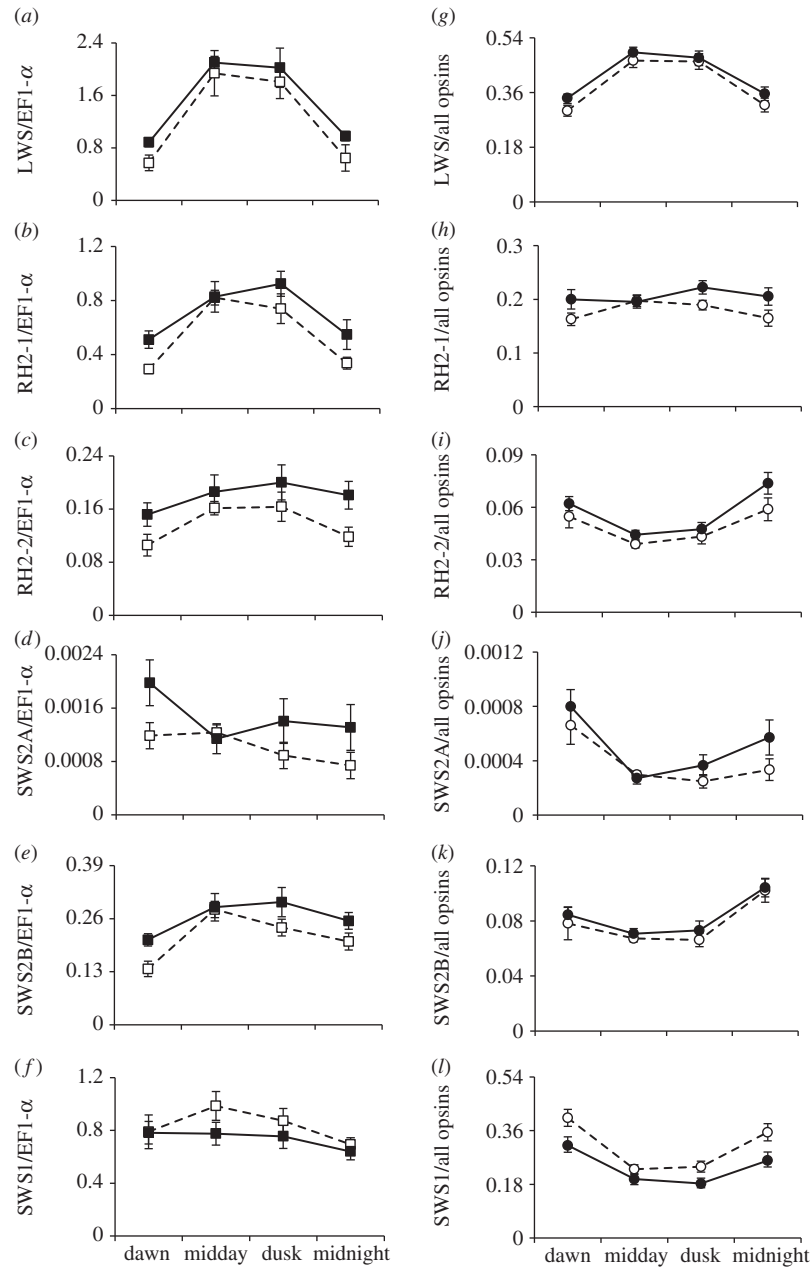 (a)
LWS/EF1-α
2.4
1.6
0.8
0
(g)
LWS/all opsins
0.54
0.36
0.18
0
(b)
RH2-1/EF1-α
1.2
0.8
0.4
0
(h)
RH2-1/all opsins
0.3
0.2
0.1
0
(c)
RH2-2/EF1-α
0.24
0.16
0.08
0
(i)
RH2-2/all opsins
0.09
0.06
0.03
0
(d)
SWS2A/EF1-α
0.0024
0.0016
0.0008
0
(j)
SWS2A/all opsins
0.0012
0.0008
0.0004
0
(e)
SWS2B/EF1-α
0.39
0.26
0.13
0
(k)
SWS2B/all opsins
0.12
0.08
0.04
0
(f)
SWS1/EF1-α
1.2
0.8
0.4
0
dawn midday dusk midnight
(l)
SWS1/all opsins
0.54
0.36
0.18
0
dawn midday dusk midnight